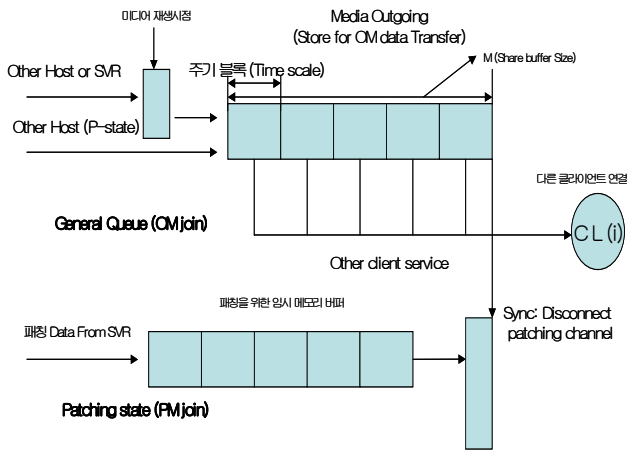 미디어 재생시점
Media Outgoing
(Store for CM data Transfer)
M (Share buffer Size)
Other Host or SVR
주기 블록 (Time scale)
Other Host (P-state)
다른 클라이언트 연결
General Queue (CM join)
CL(i)
Other client service
패칭을 위한 임시 메모리 버퍼
Sync: Disconnect
patching channel
패칭 Data From SVR
Patching state (PM join)